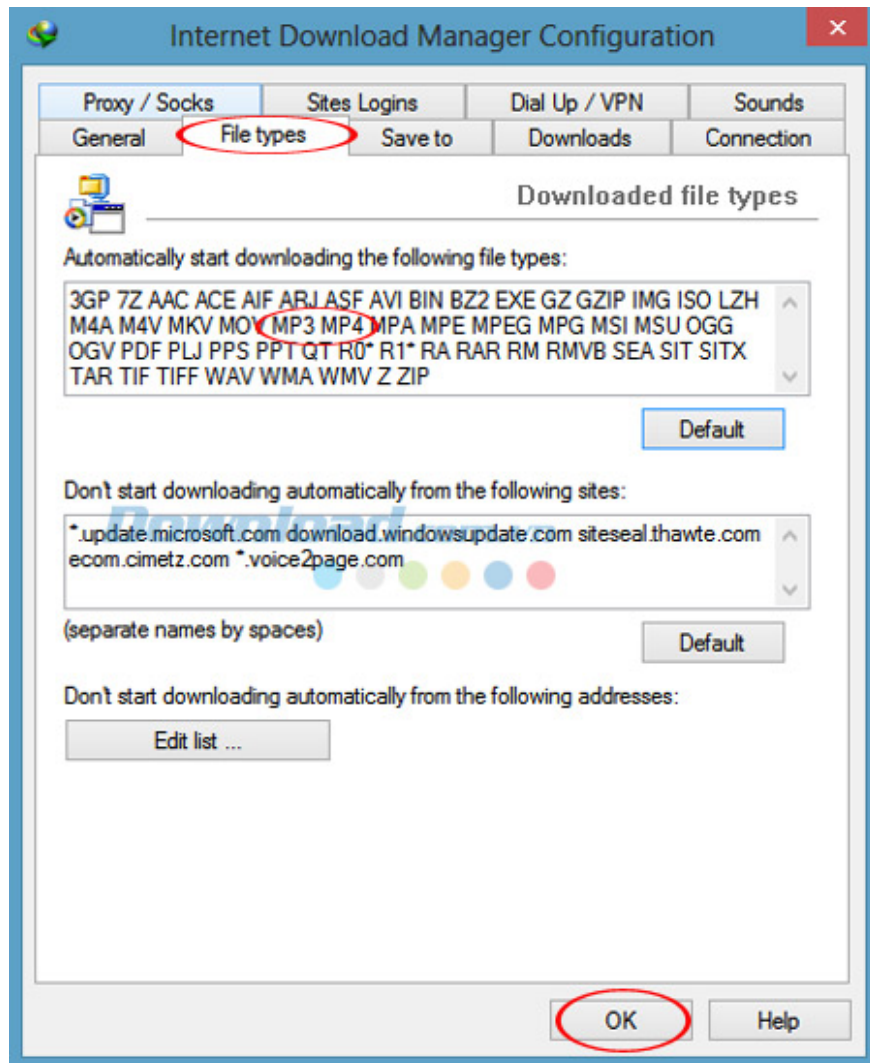 Internet Download Manager Configuration
Proxy / Socks Sites Logins Dial Up / VPN Sounds
General File types Save to Downloads Connection
Downloaded file types
Automatically start downloading the following file types:
3GP 7Z AAC ACE AIF ARJ ASF AVI BIN BZ2 EXE GZ GZIP IMG ISO LZH
M4A M4V MKV MOV MP3 MP4 MPA MPE MPEG MPG MSI MSU OGG
OGV PDF PLJ PPS PPT QT R0* R1* RA RAR RM RMVB SEA SIT SITX
TAR TIF TIFF WAV WMA WMV Z ZIP
Default
Don't start downloading automatically from the following sites:
Download
*.update.microsoft.com download.windowsupdate.com siteseal.thawte.com
ecom.cimetz.com *.voice2page.com
(separate names by spaces) Default
Don't start downloading automatically from the following addresses:
Edit list ...
OK Help